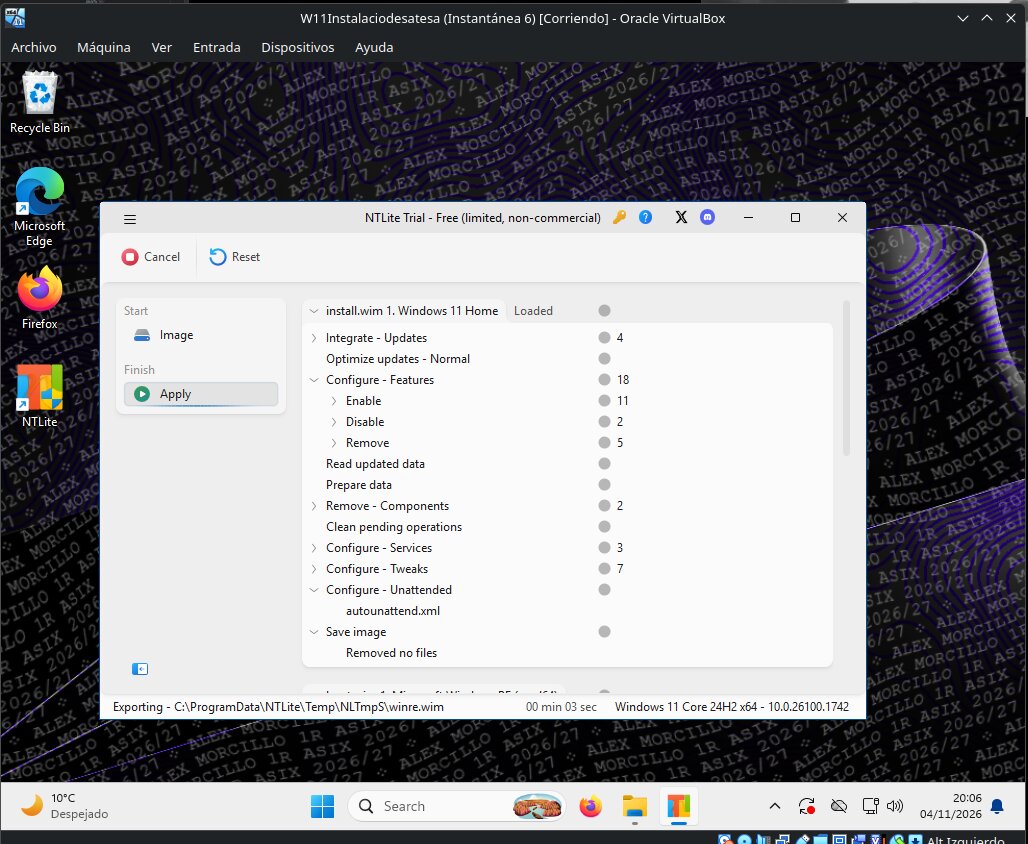 W11Instalaciodesatesa (Instantánea 6) [Corriendo] - Oracle VirtualBox
Archivo Máquina Ver Entrada Dispositivos Ayuda
ALEX MORCILLO 1R ASIX 2026/27
Recycle Bin
Microsoft
Edge
Firefox
NTLite
NTLite Trial - Free (limited, non-commercial)
Cancel Reset
Start
Image
Finish
Apply
install.wim 1. Windows 11 Home Loaded
Integrate - Updates 4
Optimize updates - Normal
Configure - Features 18
Enable 11
Disable 2
Remove 5
Read updated data
Prepare data
Remove - Components 2
Clean pending operations
Configure - Services 3
Configure - Tweaks 7
Configure - Unattended
autounattend.xml
Save image
Removed no files
Exporting - C:\ProgramData\NTLite\Temp\NLTmpS\winre.wim 00 min 03 sec Windows 11 Core 24H2 x64 - 10.0.26100.1742
10°C
Despejado
Search
20:06
04/11/2026
Alt Izquierdo